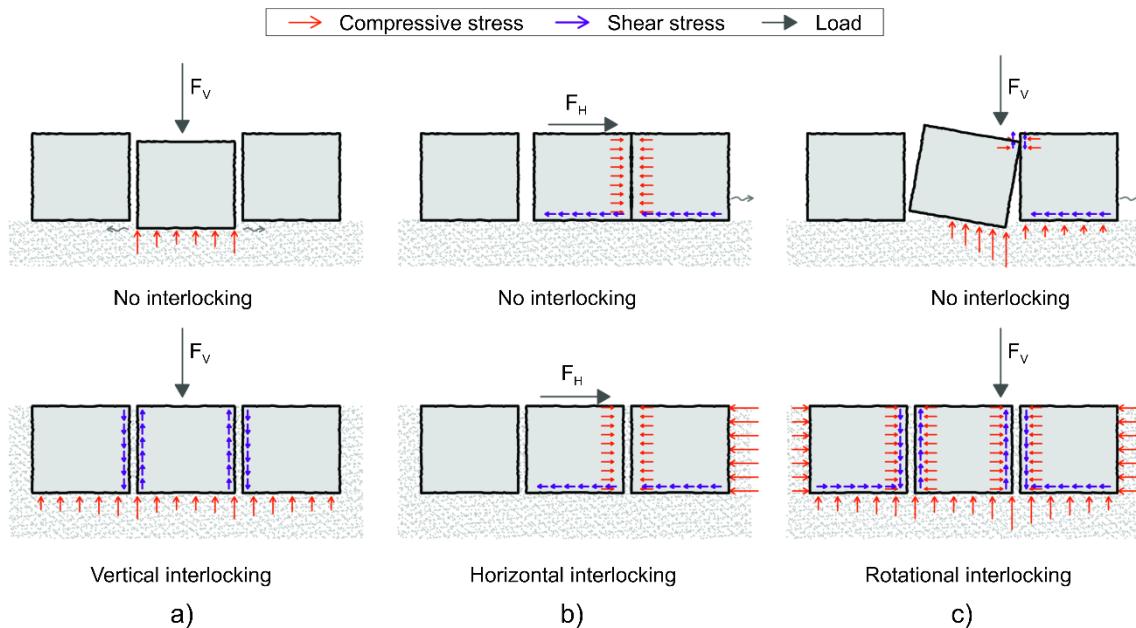 Compressive stress Shear stress Load
F_V F_H F_V
No interlocking No interlocking No interlocking
F_V F_H F_V
Vertical interlocking Horizontal interlocking Rotational interlocking
a) b) c)